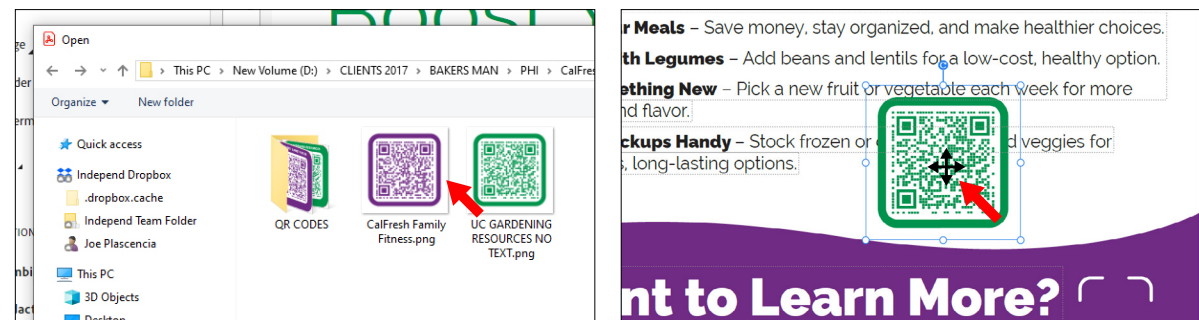 Boost
Open
This PC > New Volume (D:) > CLIENTS 2017 > BAKERS MAN > PHI > CalFres
Organize
New folder
Quick access
Independ Dropbox
.dropbox.cache
Independ Team Folder
Joe Plascencia
This PC
3D Objects
Desktop
QR CODES
CalFresh Family
Fitness.png
UC GARDENING
RESOURCES NO
TEXT.png
r Meals – Save money, stay organized, and make healthier choices.
th Legumes – Add beans and lentils for a low-cost, healthy option.
ething New – Pick a new fruit or vegetable each week for more
nd flavor.
ckups Handy – Stock frozen or d veggies for
s, long-lasting options.
nt to Learn More?